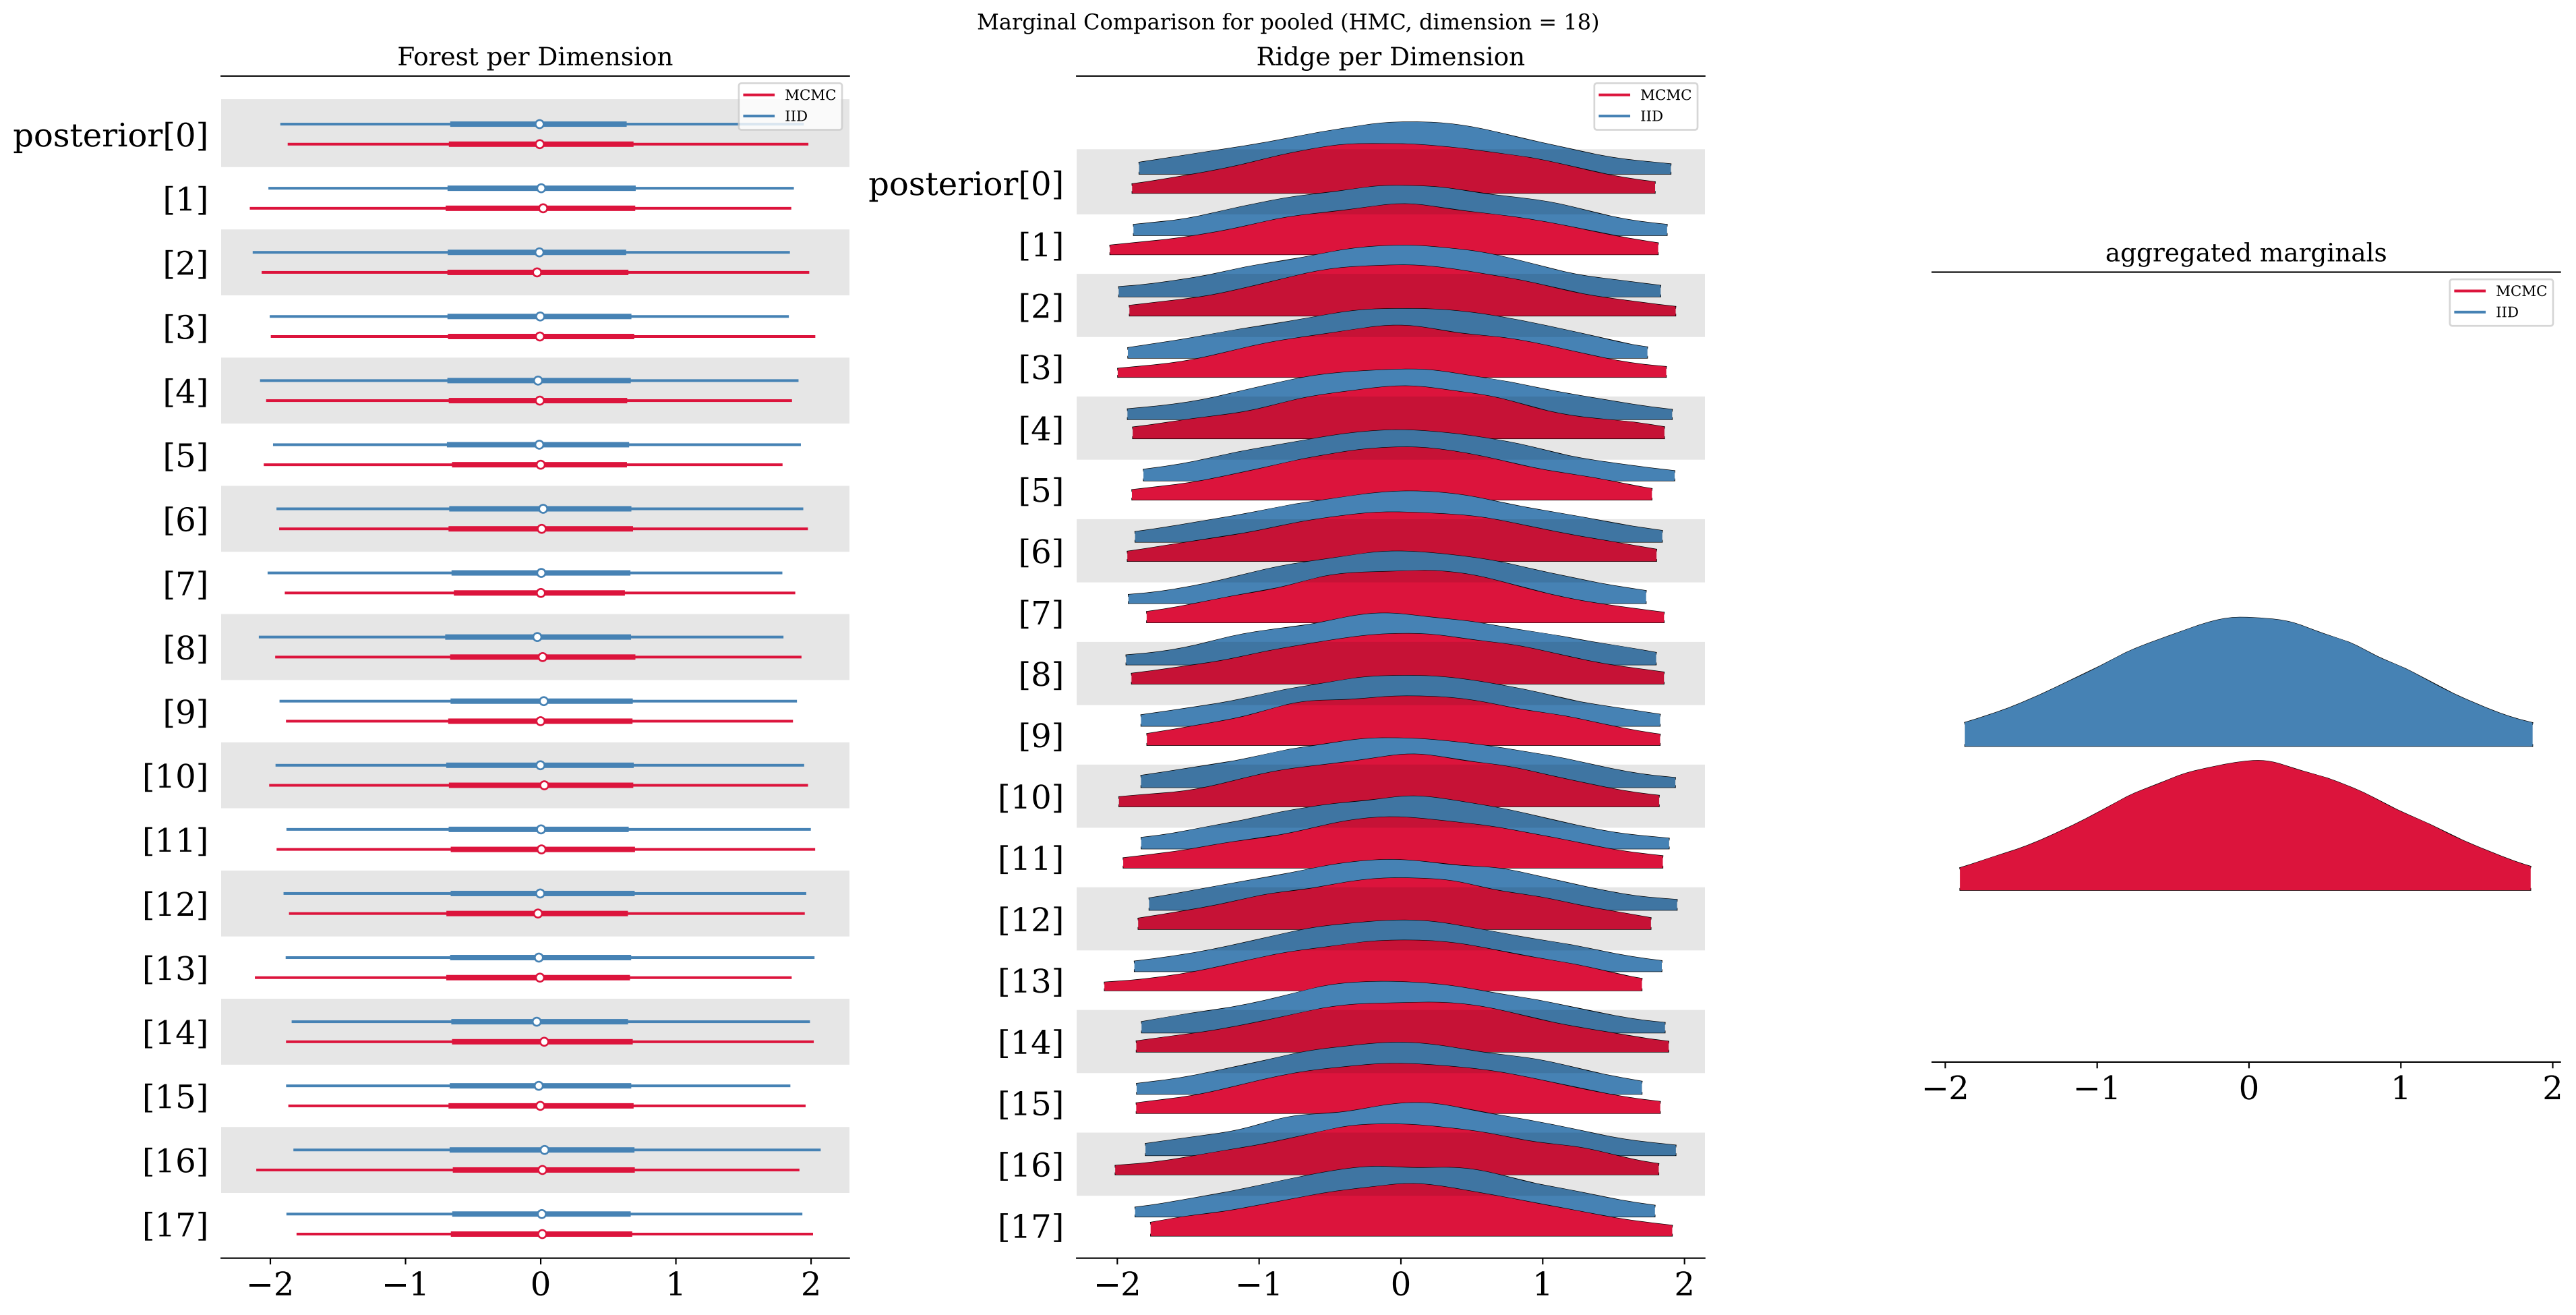 Marginal Comparison for pooled (HMC, dimension = 18)
Forest per Dimension
MCMC
IID
posterior[0]
[1]
[2]
[3]
[4]
[5]
[6]
[7]
[8]
[9]
[10]
[11]
[12]
[13]
[14]
[15]
[16]
[17]
−2 −1 0 1 2
Ridge per Dimension
MCMC
IID
posterior[0]
[1]
[2]
[3]
[4]
[5]
[6]
[7]
[8]
[9]
[10]
[11]
[12]
[13]
[14]
[15]
[16]
[17]
−2 −1 0 1 2
aggregated marginals
MCMC
IID
−2 −1 0 1 2